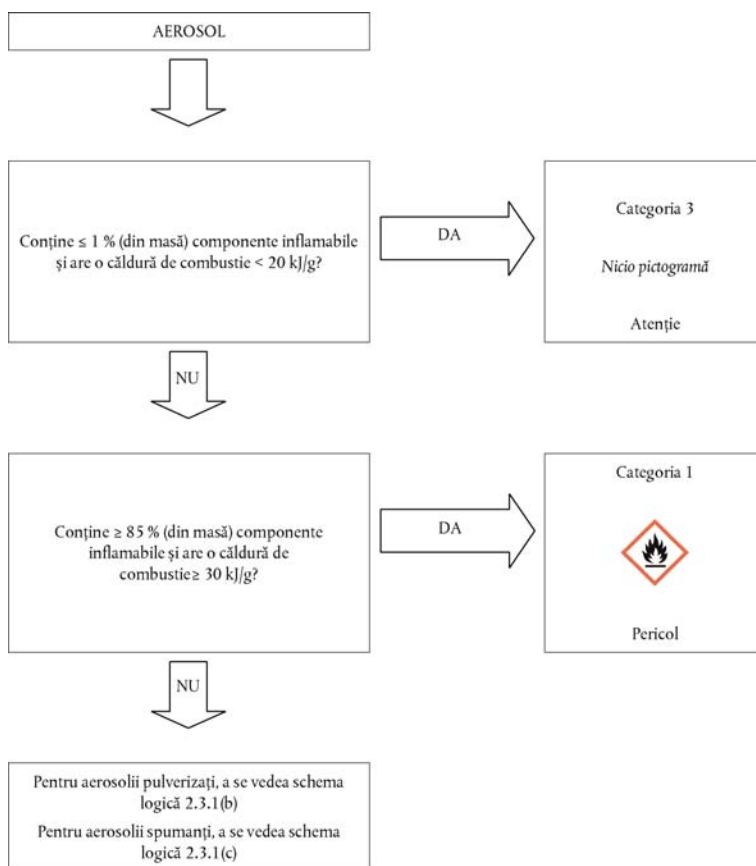 AEROSOL
Conține ≤ 1 % (din masă) componente inflamabile
și are o căldură de combustie < 20 kJ/g?
DA
Categoria 3
Nicio pictogramă
Atenție
NU
Conține ≥ 85 % (din masă) componente
inflamabile și are o căldură de
combustie≥ 30 kJ/g?
DA
Categoria 1
Pericol
NU
Pentru aerosolii pulverizați, a se vedea schema
logică 2.3.1(b)
Pentru aerosolii spumanți, a se vedea schema
logică 2.3.1(c)